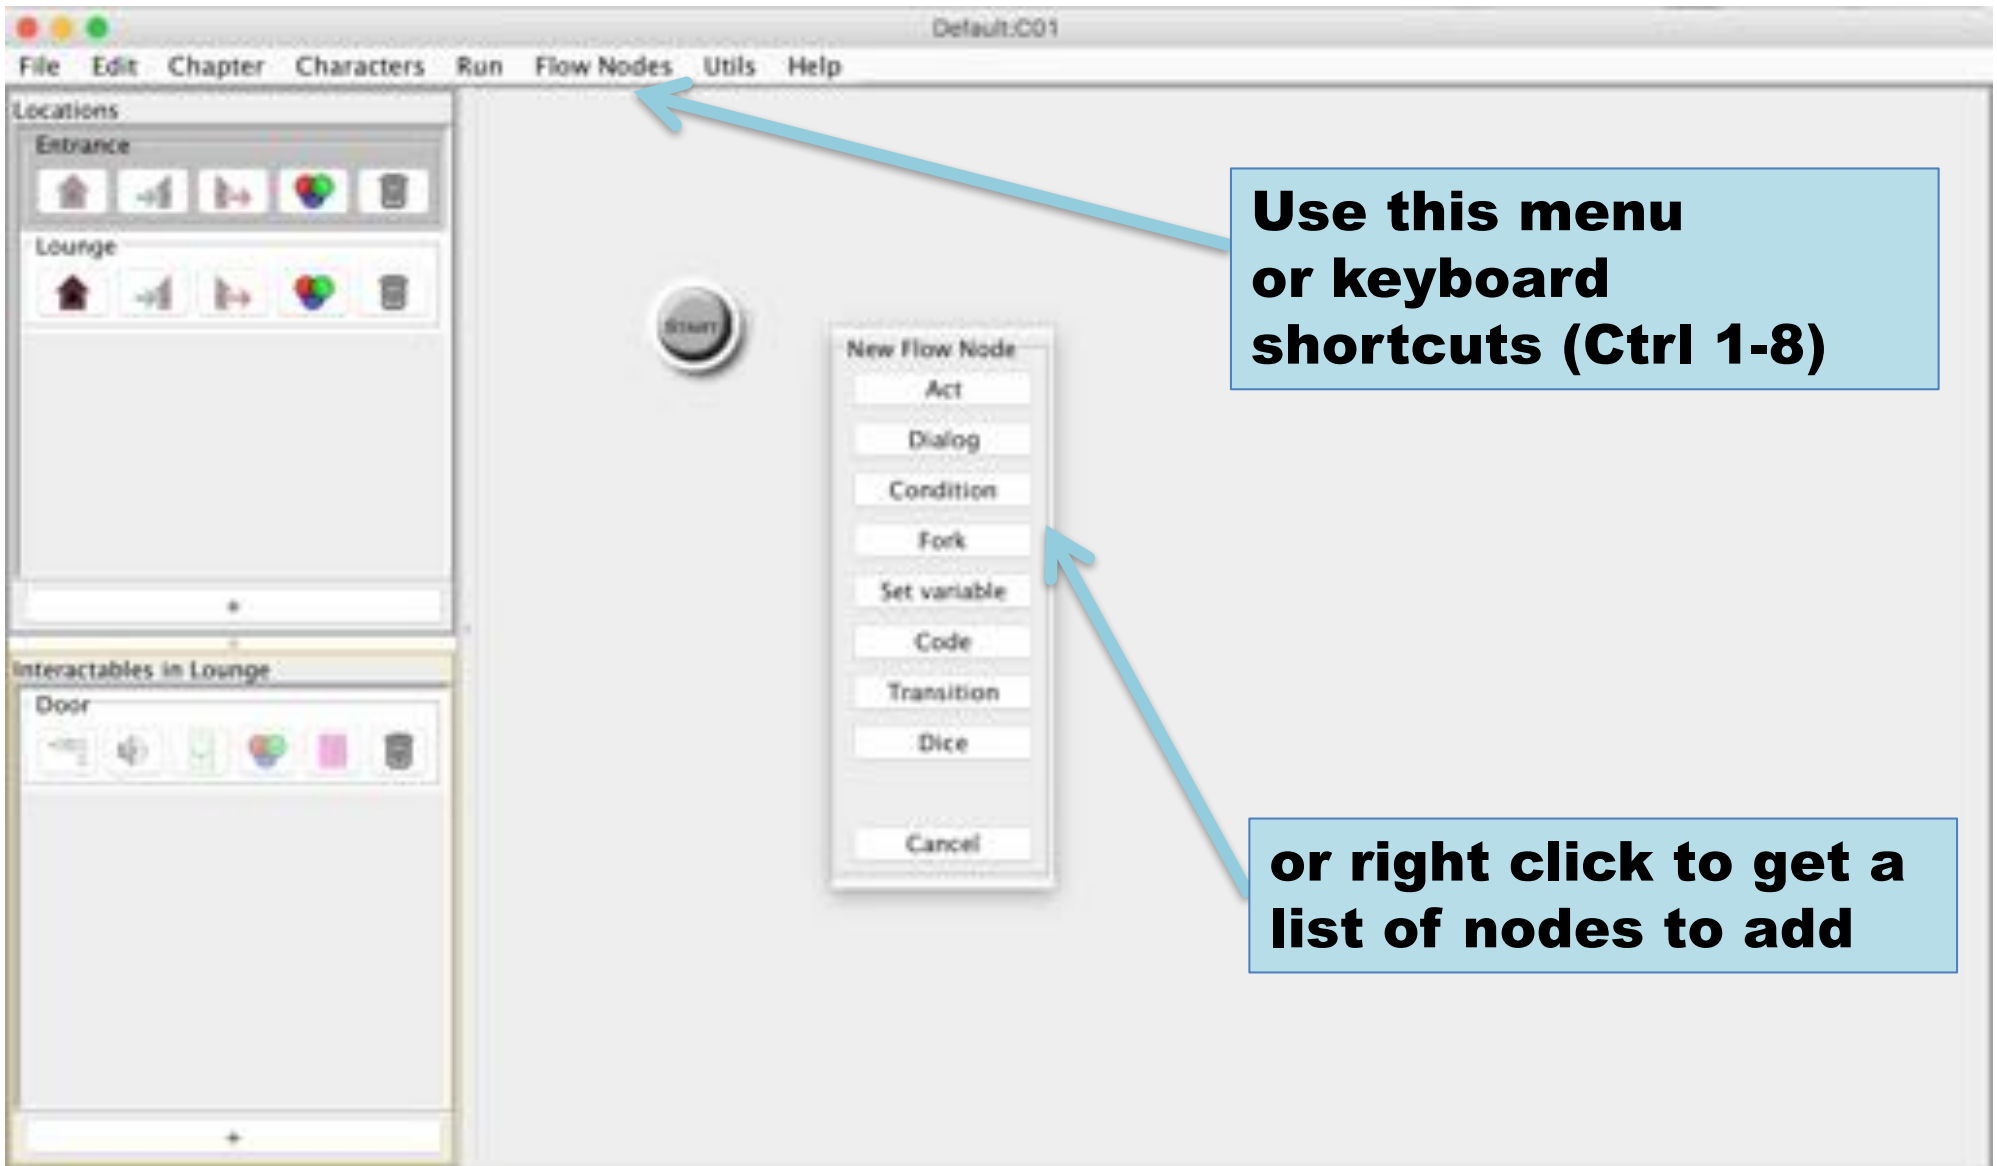 Default:C01
File Edit Chapter Characters Run Flow Nodes Utils Help
Locations
Entrance
Lounge
+
Interactables in Lounge
Door
+
START
New Flow Node
Act
Dialog
Condition
Fork
Set variable
Code
Transition
Dice
Cancel
Use this menu
or keyboard
shortcuts (Ctrl 1-8)
or right click to get a
list of nodes to add